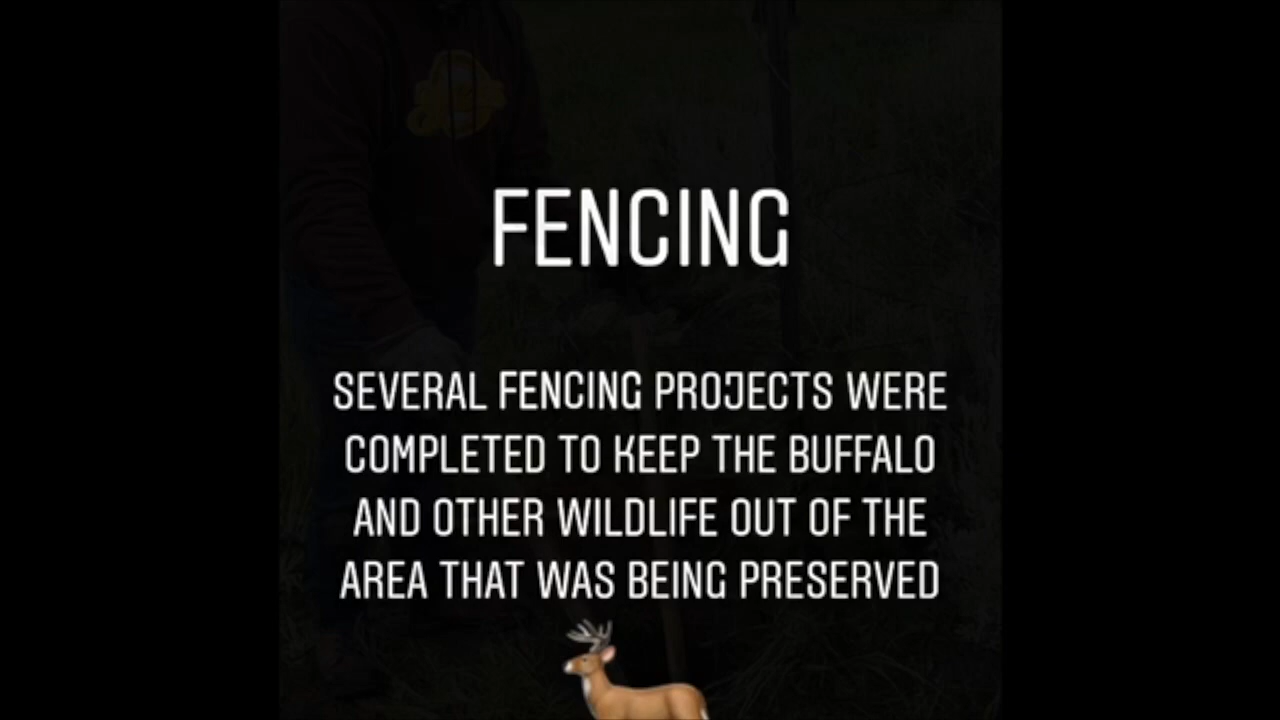 FENCING
SEVERAL FENCING PROJECTS WERE
COMPLETED TO KEEP THE BUFFALO
AND OTHER WILDLIFE OUT OF THE
AREA THAT WAS BEING PRESERVED